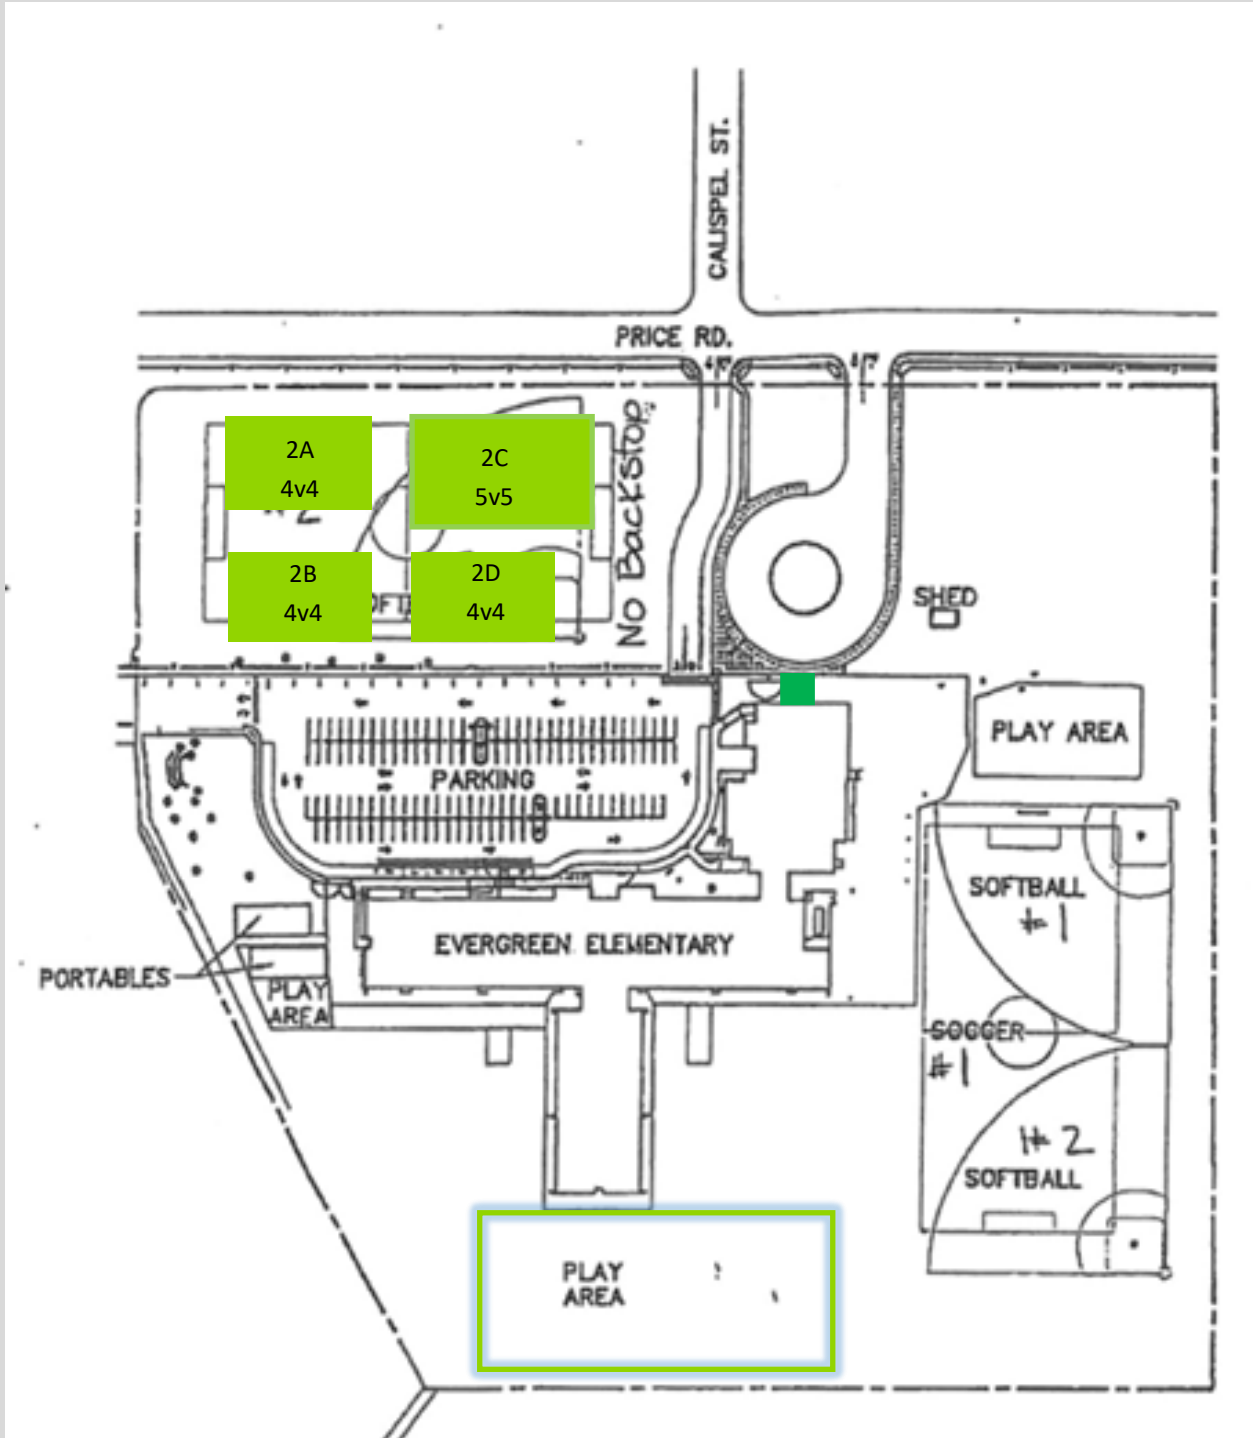 CALISPEL ST.
PRICE RD.
2A
4v4
2C
5v5
No Backstop
2
2B
4v4
2D
4v4
SHED
PLAY AREA
PARKING
SOFTBALL
#1
EVERGREEN ELEMENTARY
PORTABLES
PLAY
AREA
SOCCER
#1
#2
SOFTBALL
PLAY
AREA